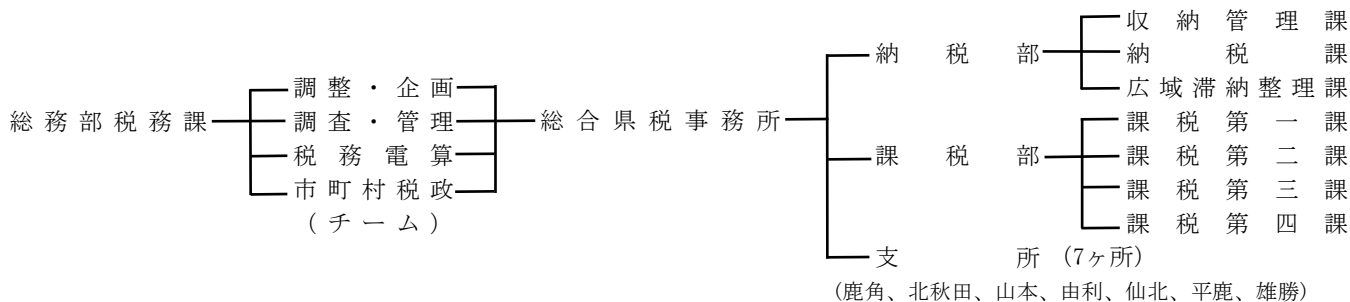 総務部税務課
調整・企画
調査・管理
税務電算
市町村税政
(チーム)
総合県税事務所
納税部
収納管理課
納税課
広域滞納整理課
課税部
課税第一課
課税第二課
課税第三課
課税第四課
支所 (7ヶ所)
(鹿角、北秋田、山本、由利、仙北、平鹿、雄勝)